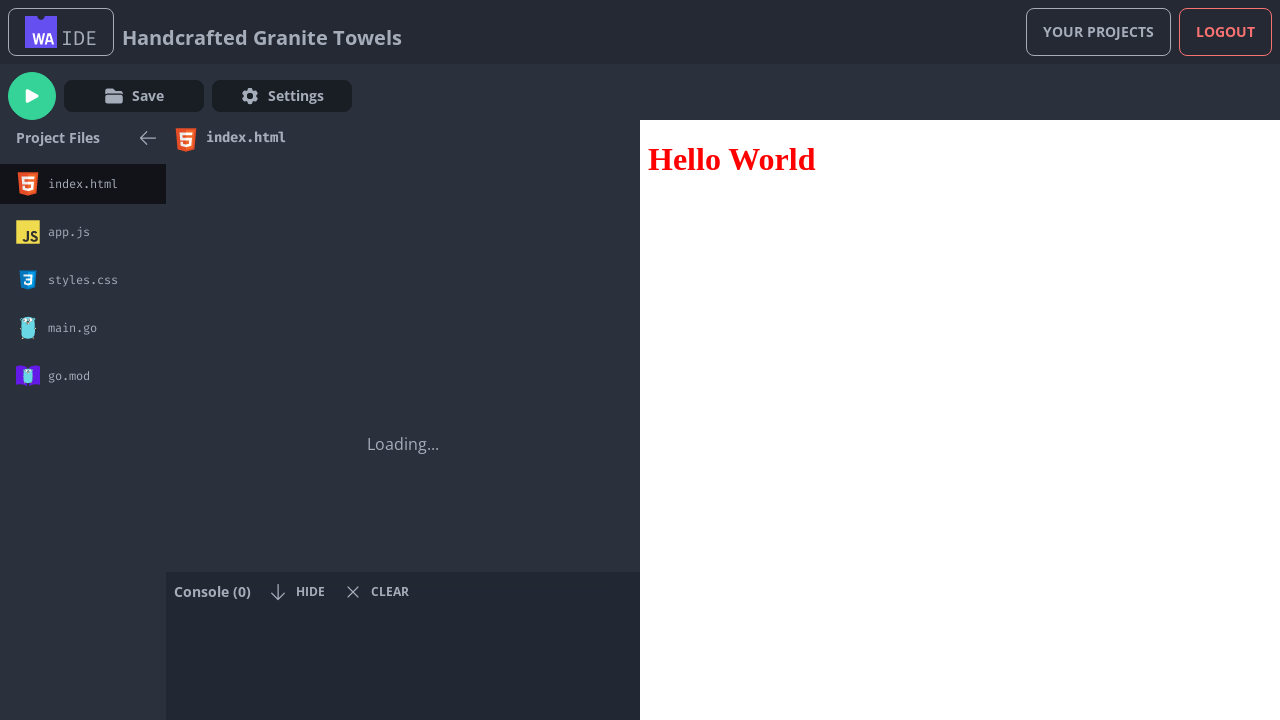 WA IDE
Handcrafted Granite Towels
YOUR PROJECTS
LOGOUT
Save
Settings
Project Files
index.html
app.js
styles.css
main.go
go.mod
index.html
Loading...
Console (0)
HIDE
CLEAR
Hello World